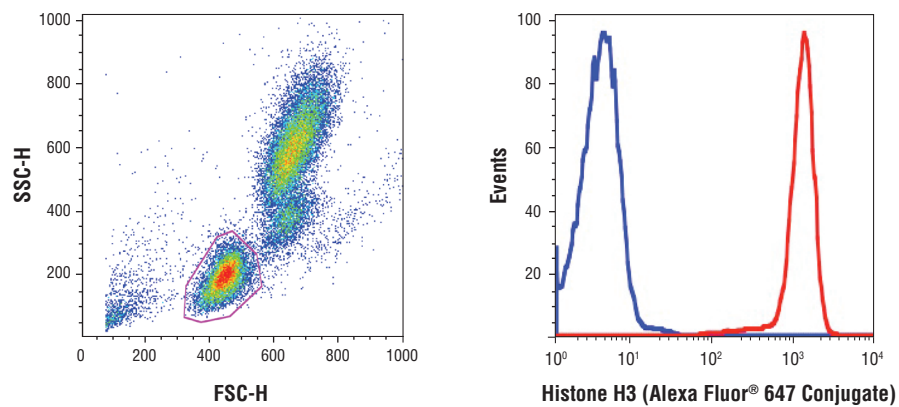 1000
800
600
400
200
SSC-H
0 200 400 600 800 1000
FSC-H
100
80
60
40
20
Events
10⁰ 10¹ 10² 10³ 10⁴
Histone H3 (Alexa Fluor® 647 Conjugate)